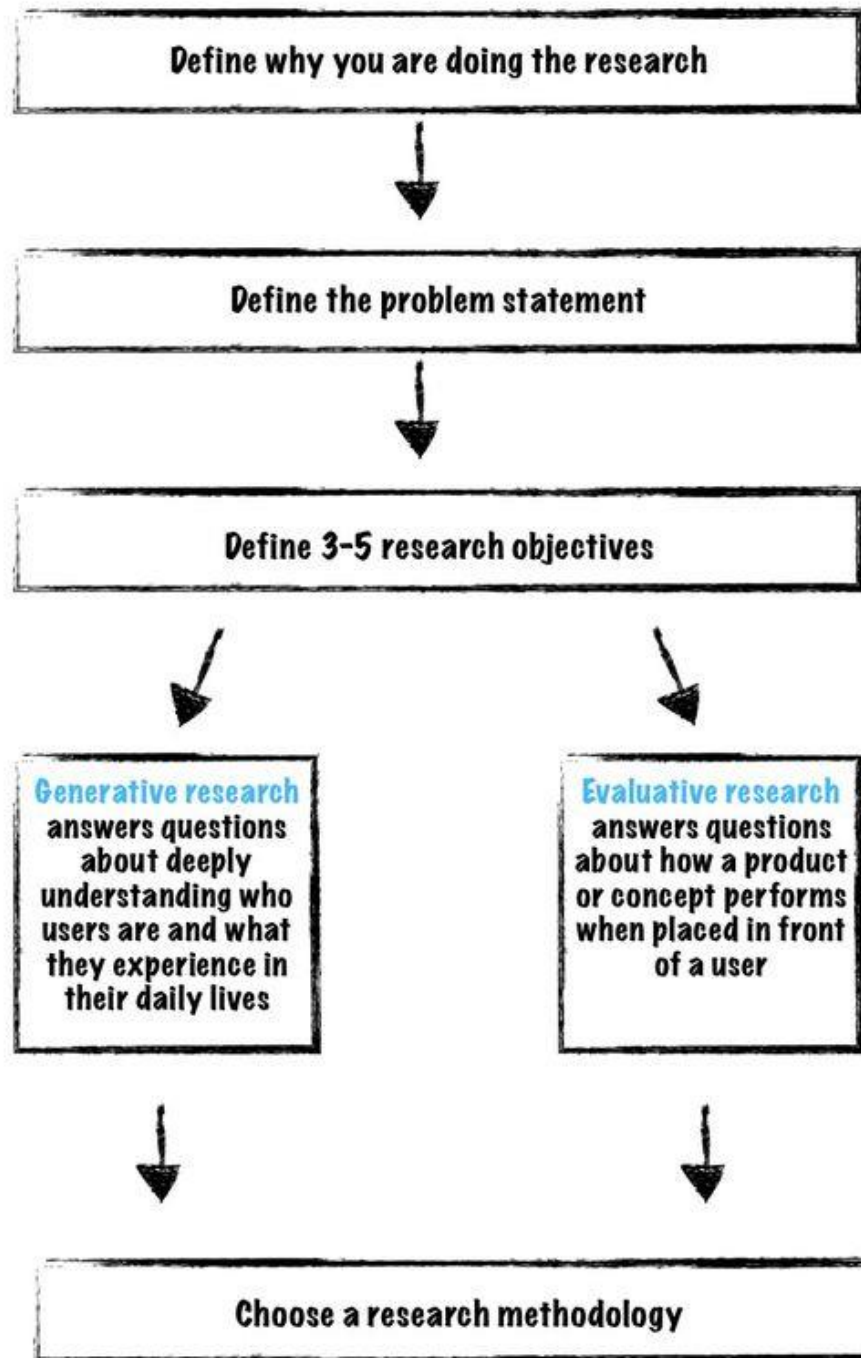 Define why you are doing the research
Define the problem statement
Define 3-5 research objectives
Generative research
answers questions
about deeply
understanding who
users are and what
they experience in
their daily lives
Evaluative research
answers questions
about how a product
or concept performs
when placed in front
of a user
Choose a research methodology